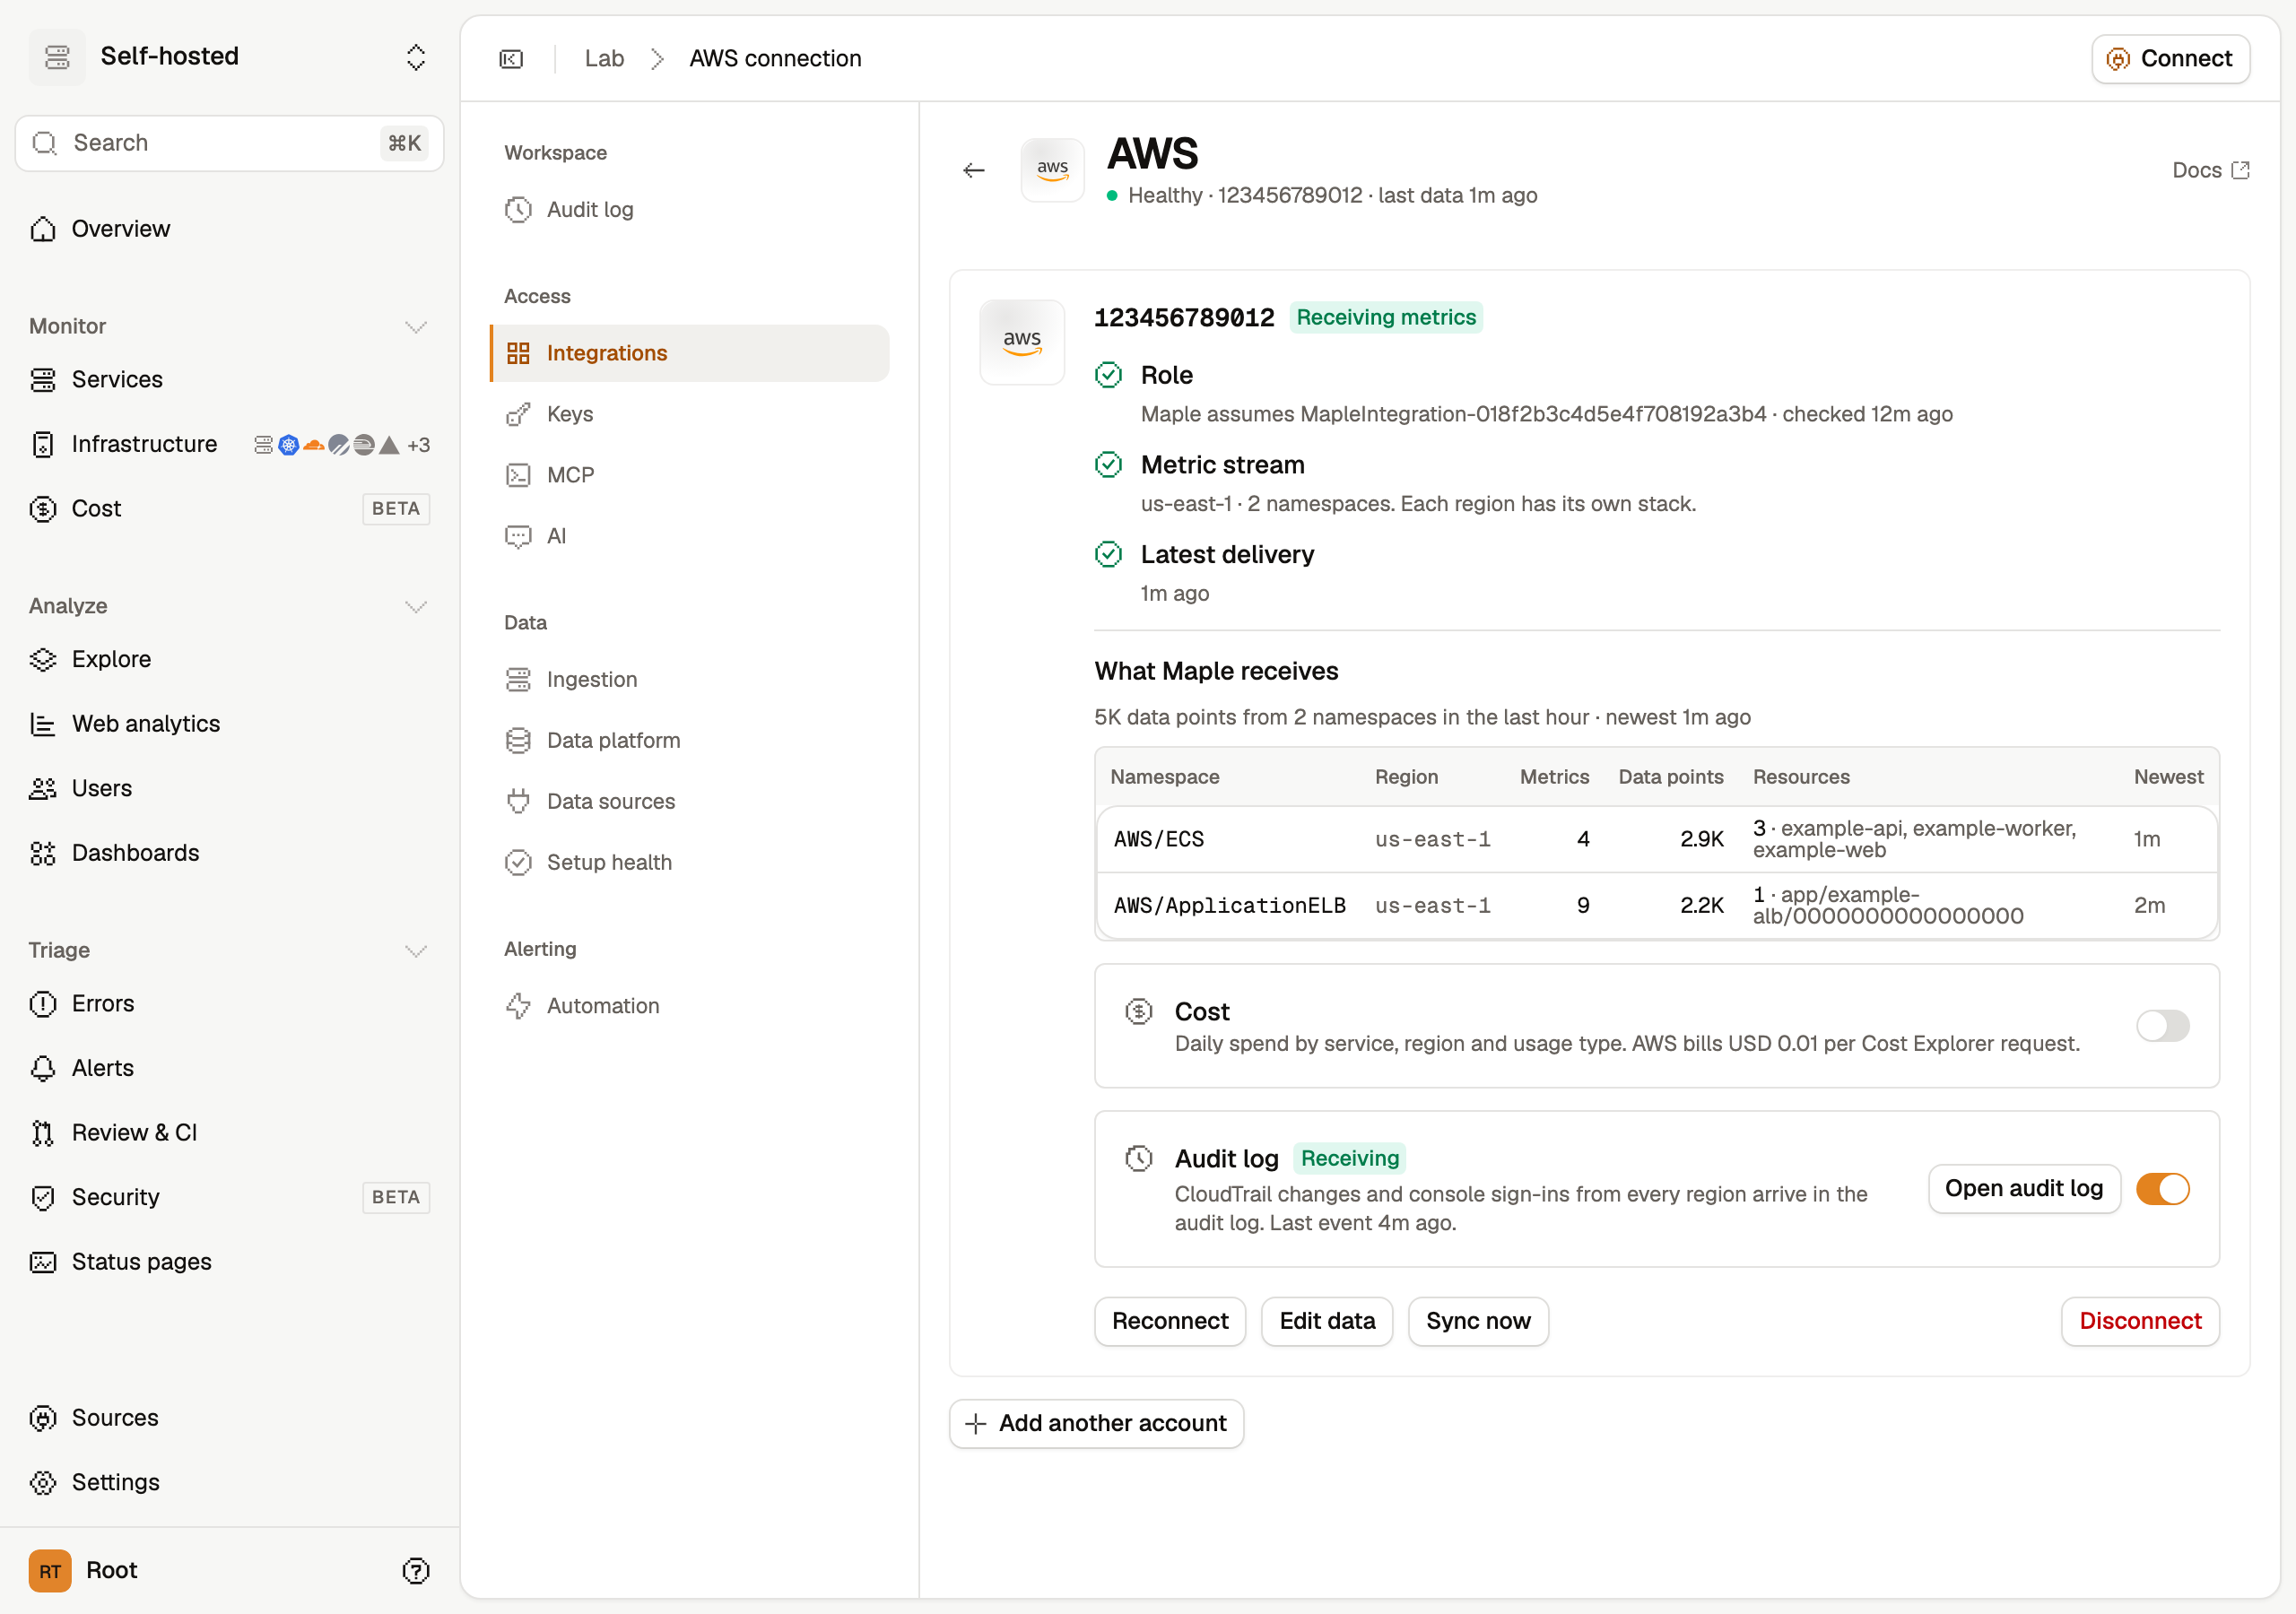 Self-hosted
Search
⌘K
Overview
Monitor
Services
Infrastructure
+3
Cost
BETA
Analyze
Explore
Web analytics
Users
Dashboards
Triage
Errors
Alerts
Review & CI
Security
BETA
Status pages
Sources
Settings
RT
Root
Lab
AWS connection
Connect
Workspace
Audit log
Access
Integrations
Keys
MCP
AI
Data
Ingestion
Data platform
Data sources
Setup health
Alerting
Automation
aws
AWS
Healthy · 123456789012 · last data 1m ago
Docs
aws
123456789012
Receiving metrics
Role
Maple assumes MapleIntegration-018f2b3c4d5e4f708192a3b4 · checked 12m ago
Metric stream
us-east-1 · 2 namespaces. Each region has its own stack.
Latest delivery
1m ago
What Maple receives
5K data points from 2 namespaces in the last hour · newest 1m ago
Namespace Region Metrics Data points Resources Newest
AWS/ECS us-east-1 4 2.9K 3 · example-api, example-worker, 1m
example-web
AWS/ApplicationELB us-east-1 9 2.2K 1 · app/example- 2m
alb/0000000000000000
Cost
Daily spend by service, region and usage type. AWS bills USD 0.01 per Cost Explorer request.
Audit log
Receiving
CloudTrail changes and console sign-ins from every region arrive in the
audit log. Last event 4m ago.
Open audit log
Reconnect
Edit data
Sync now
Disconnect
Add another account